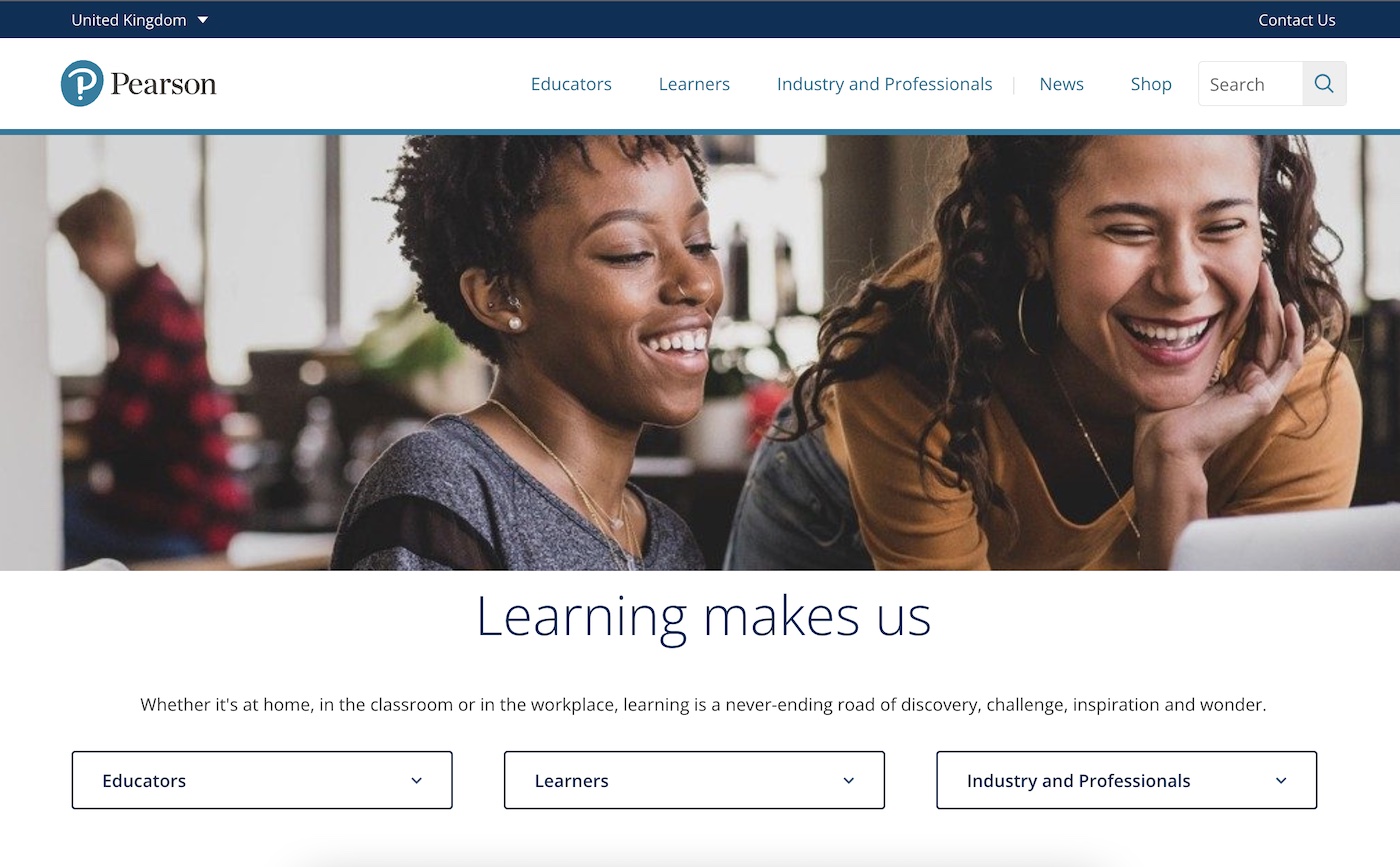 United Kingdom
Contact Us
Pearson
Educators
Learners
Industry and Professionals
News
Shop
Search
Learning makes us
Whether it's at home, in the classroom or in the workplace, learning is a never-ending road of discovery, challenge, inspiration and wonder.
Educators
Learners
Industry and Professionals